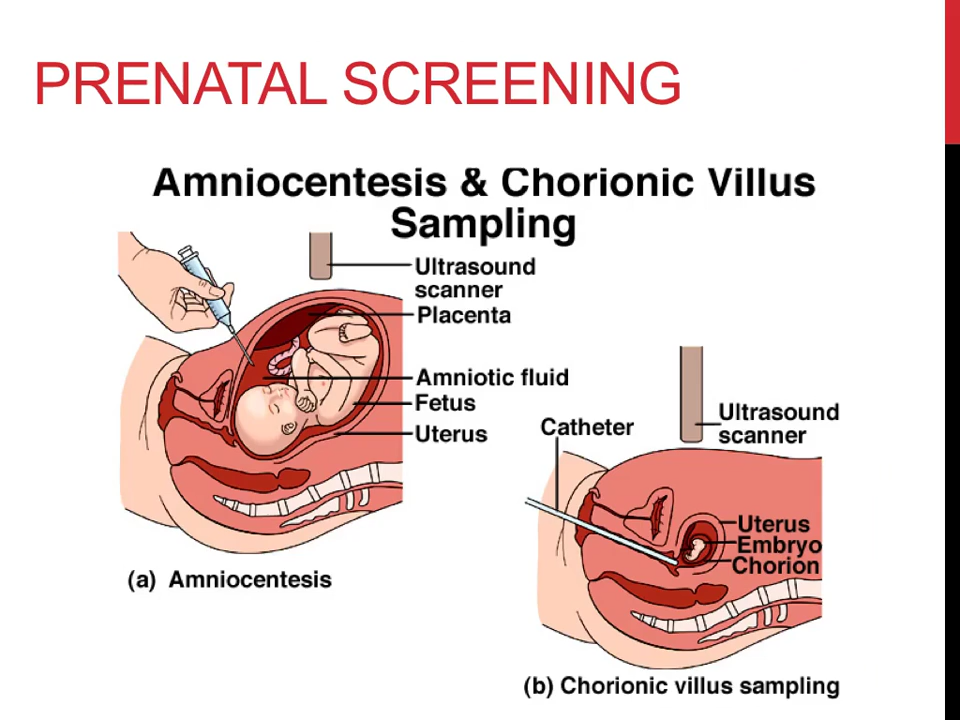 PRENATAL SCREENING
Amniocentesis & Chorionic Villus
Sampling
Ultrasound
scanner
Placenta
Amniotic fluid
Fetus
Uterus
(a) Amniocentesis
Catheter
Ultrasound
scanner
Uterus
Embryo
Chorion
(b) Chorionic villus sampling